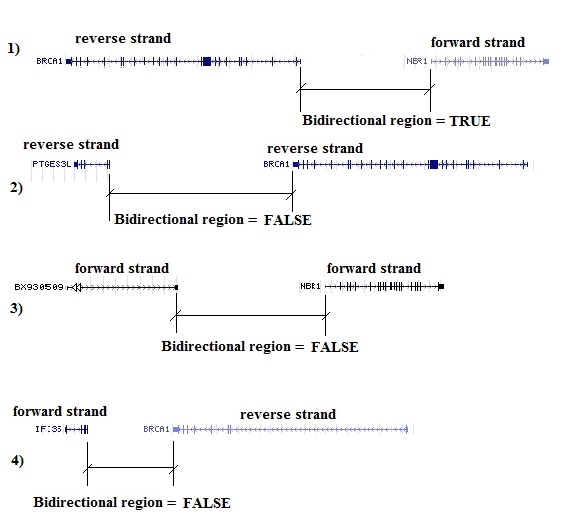 1)
reverse strand
forward strand
BRCA1
NBR1
Bidirectional region = TRUE
reverse strand
reverse strand
PTGES3L
BRCA1
2)
Bidirectional region = FALSE
forward strand
forward strand
BX930509
NBR1
3)
Bidirectional region = FALSE
forward strand
reverse strand
IFI35
BRCA1
4)
Bidirectional region = FALSE